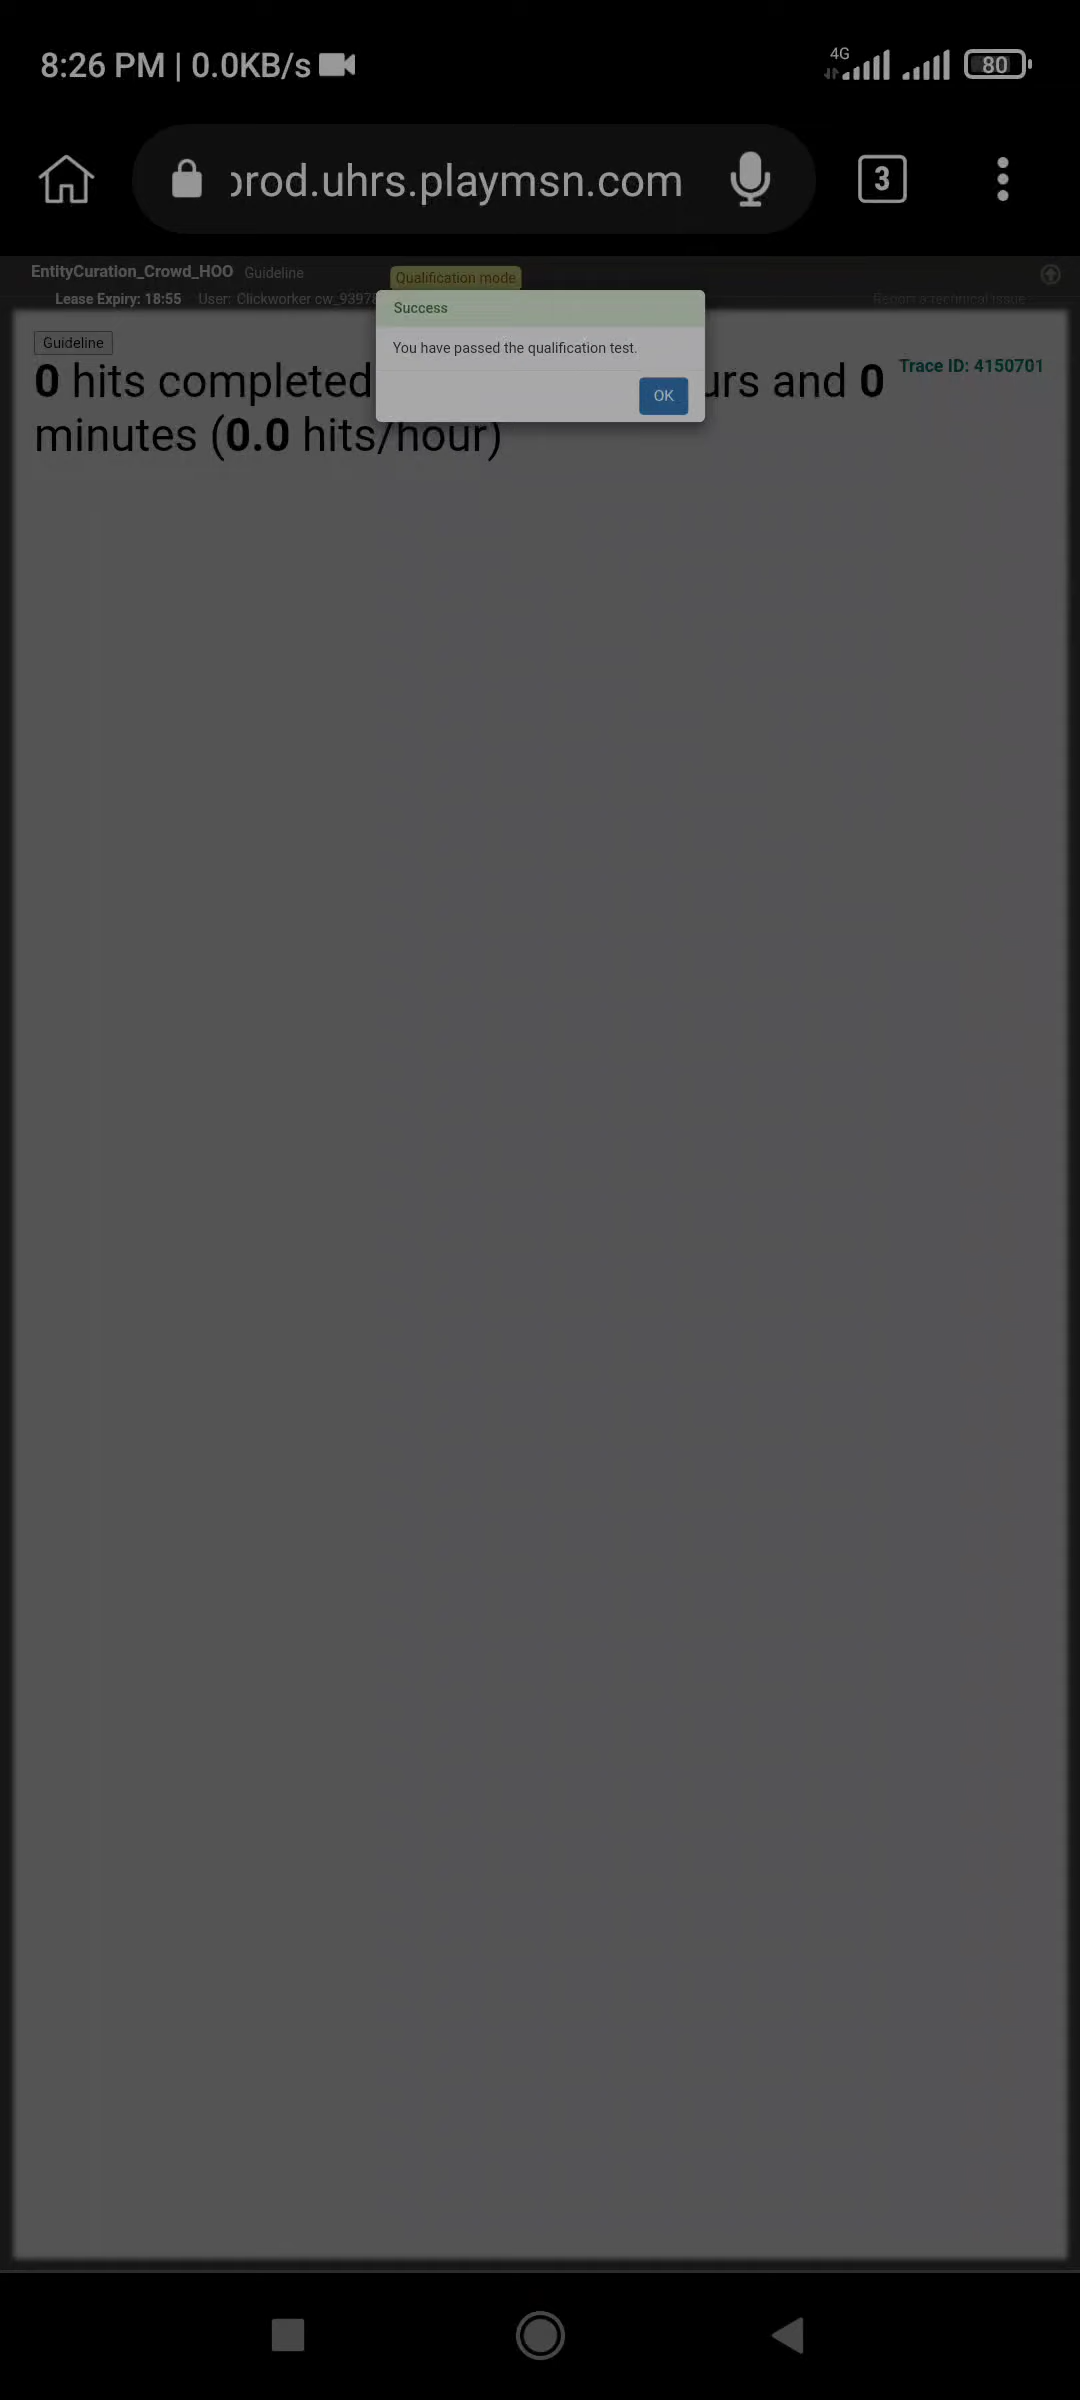 8:26 PM | 0.0KB/s
4G
80
prod.uhrs.playmsn.com
3
EntityCuration_Crowd_HOO Guideline
Qualification mode
Lease Expiry: 18:55 User: Clickworker cw_9397
Report a technical issue
Success
You have passed the qualification test.
OK
Guideline
Trace ID: 4150701
0 hits completed urs and 0
minutes (0.0 hits/hour)